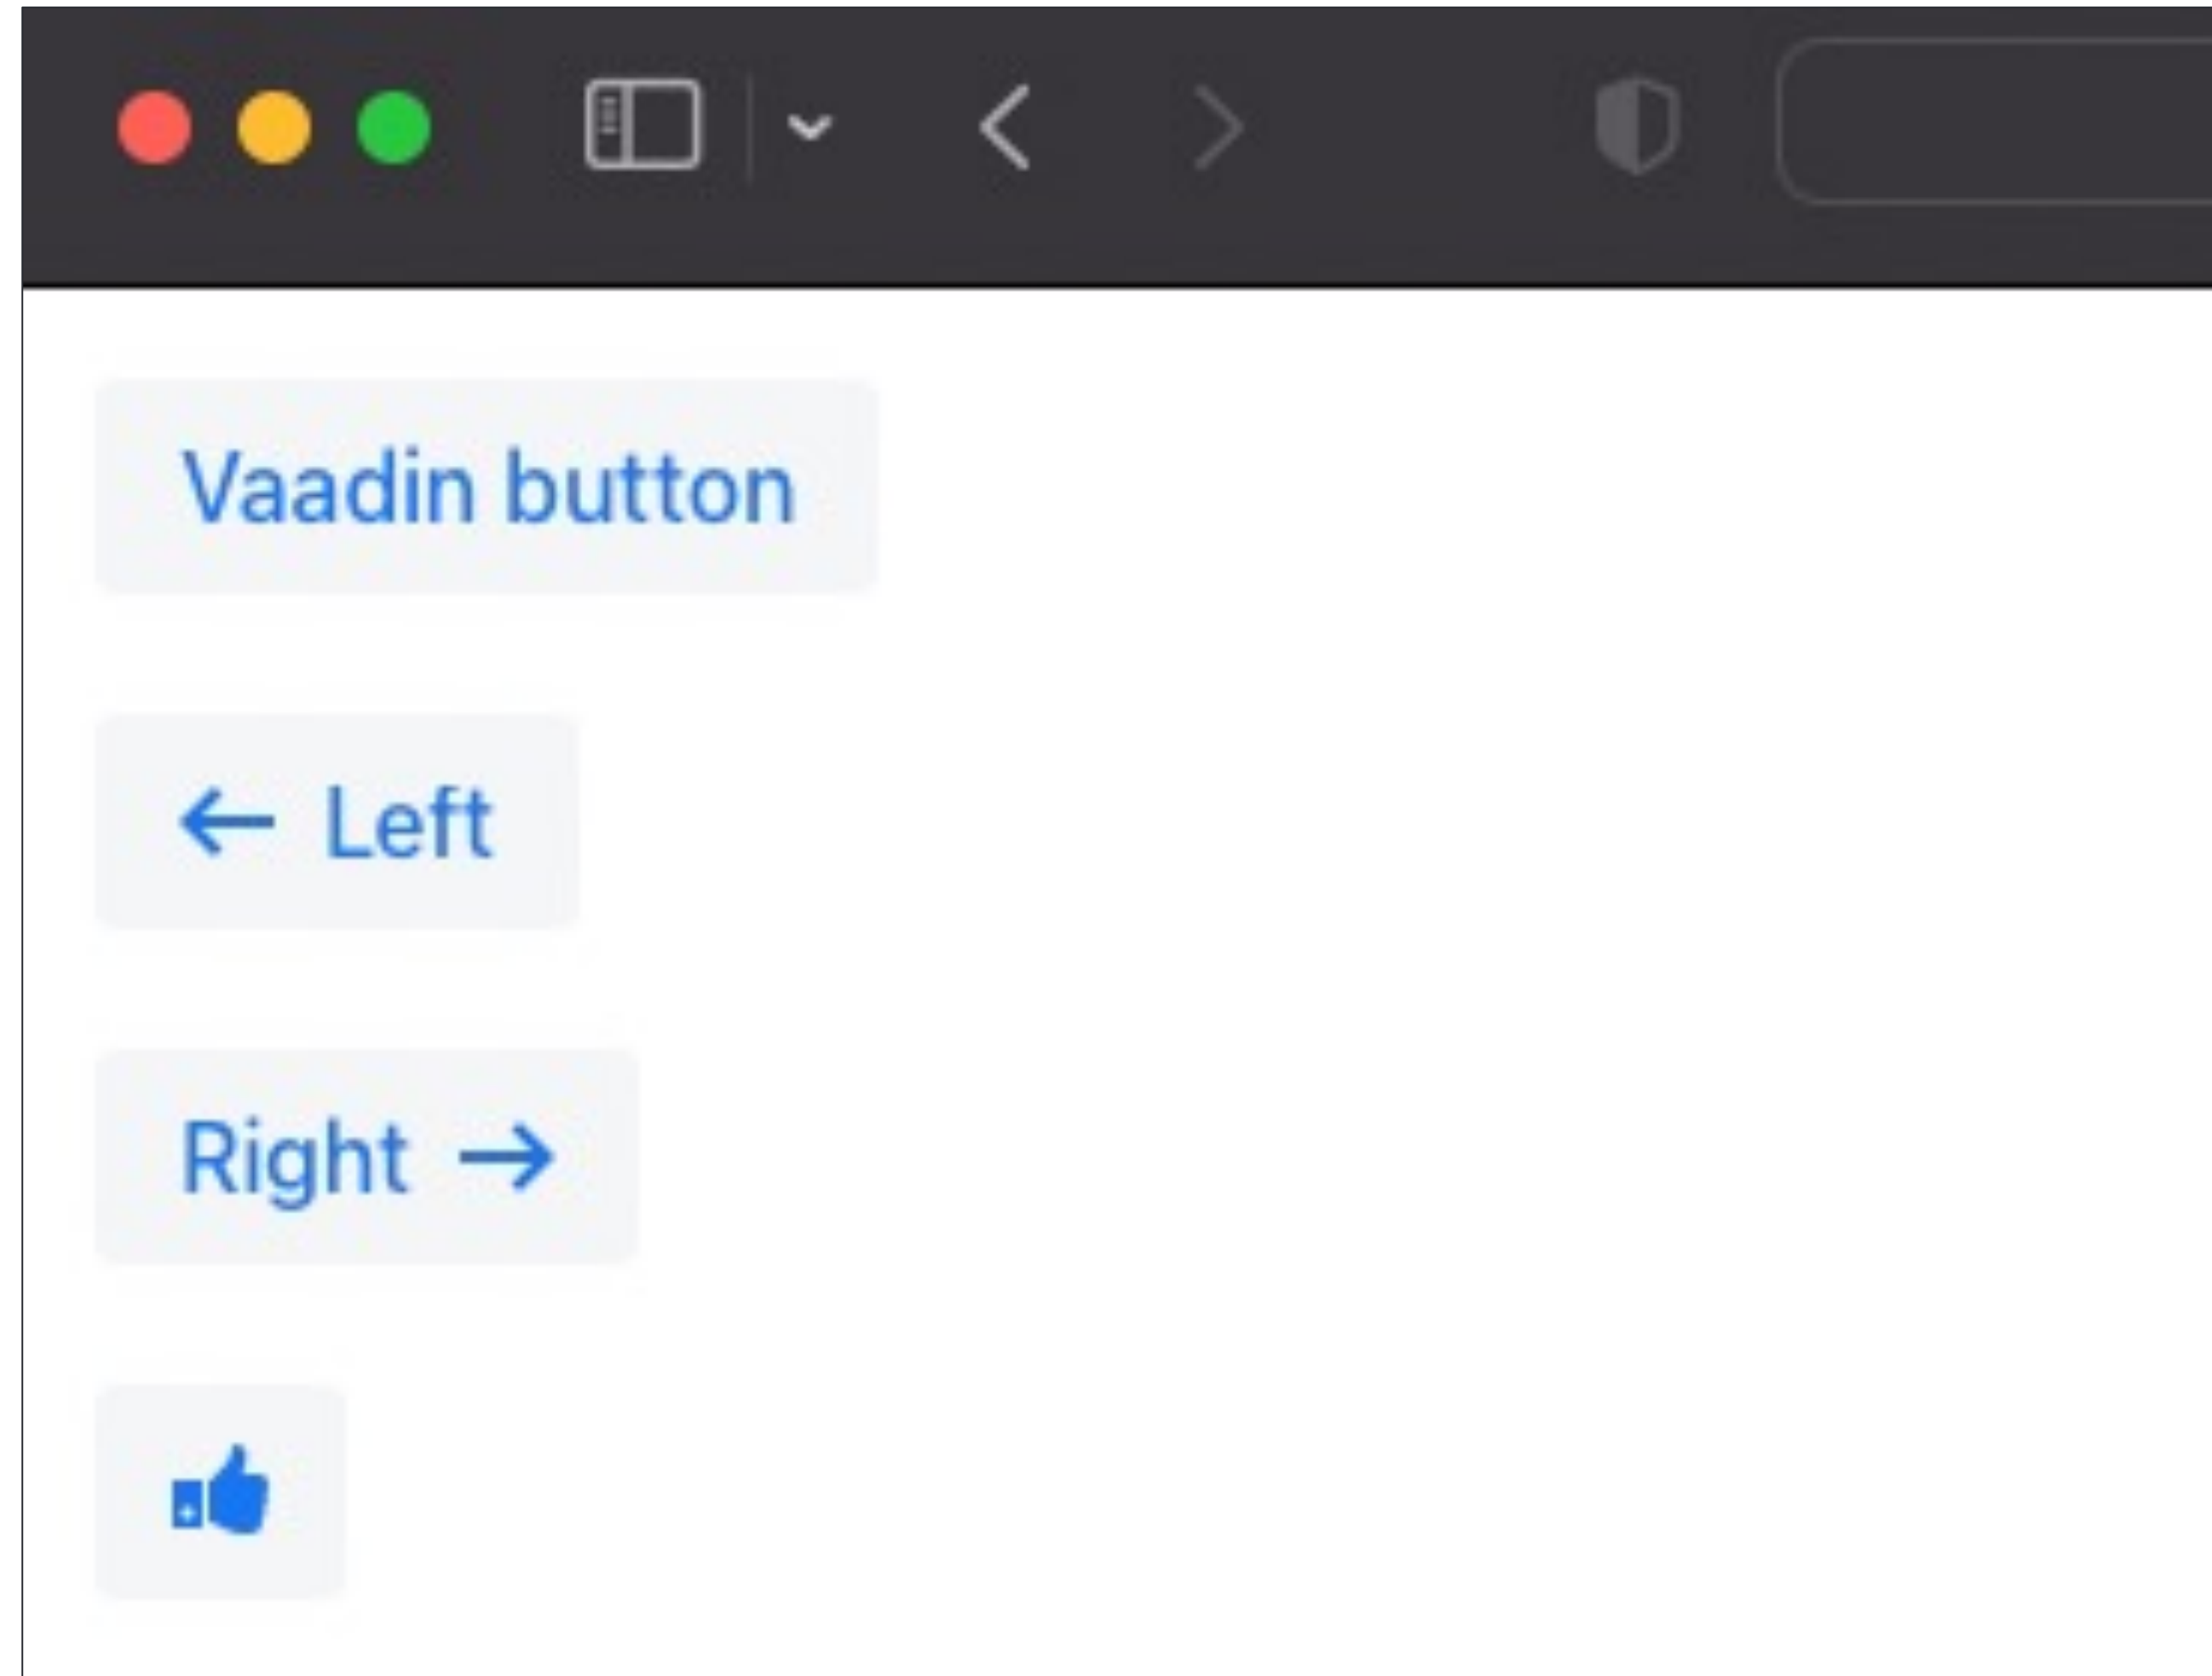 Vaadin button
← Left
Right →